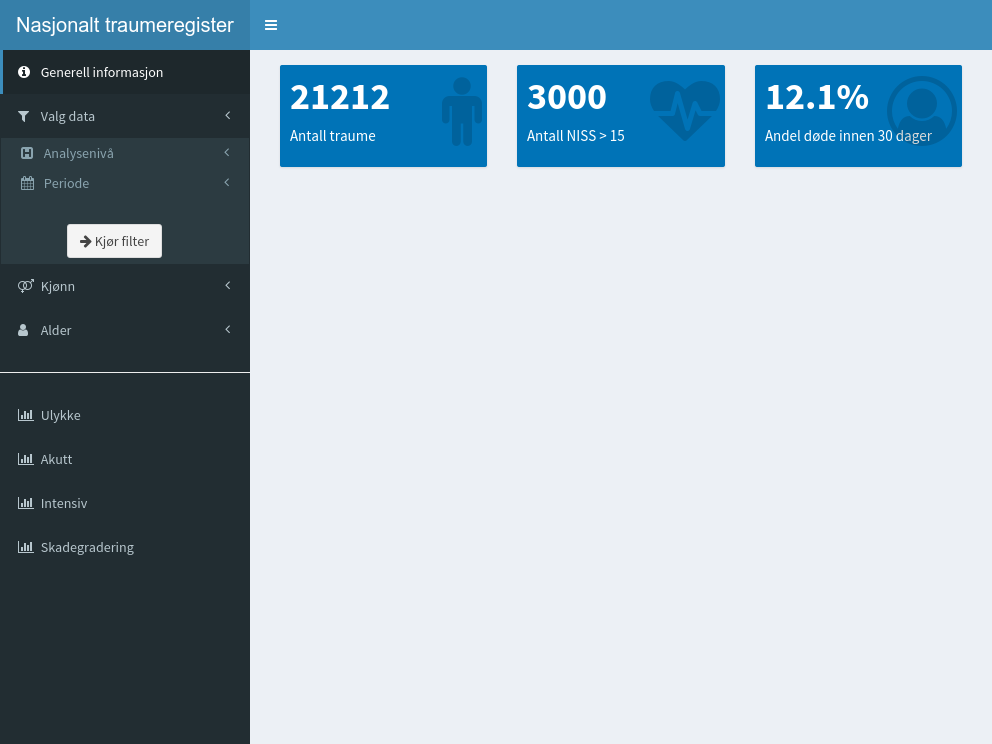 Nasjonalt traumeregister
Generell informasjon
Valg data
Analysenivå
Periode
Kjør filter
Kjønn
Alder
Ulykke
Akutt
Intensiv
Skadegradering
21212
Antall traume
3000
Antall NISS > 15
12.1%
Andel døde innen 30 dager